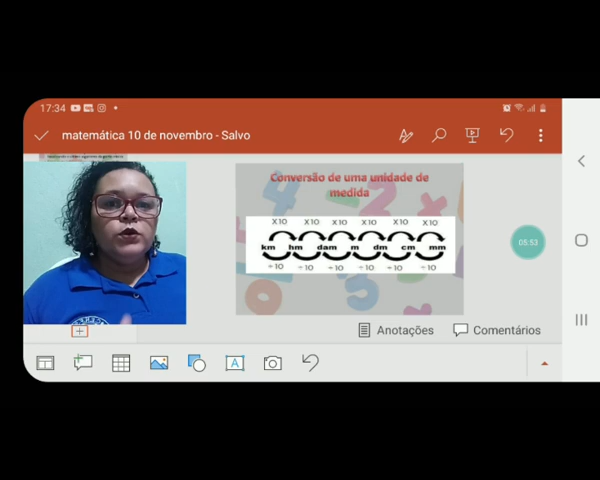 17:34
matemática 10 de novembro - Salvo
Conversão de uma unidade de
medida
X10 X10 X10 X10 X10 X10
km hm dam m dm cm mm
÷10 ÷10 ÷10 ÷10 ÷10 ÷10
05:53
Anotações Comentários